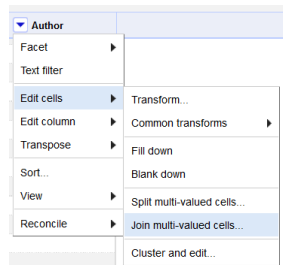 Author
Facet
Text filter
Edit cells
Edit column
Transpose
Sort...
View
Reconcile
Transform...
Common transforms
Fill down
Blank down
Split multi-valued cells...
Join multi-valued cells...
Cluster and edit...